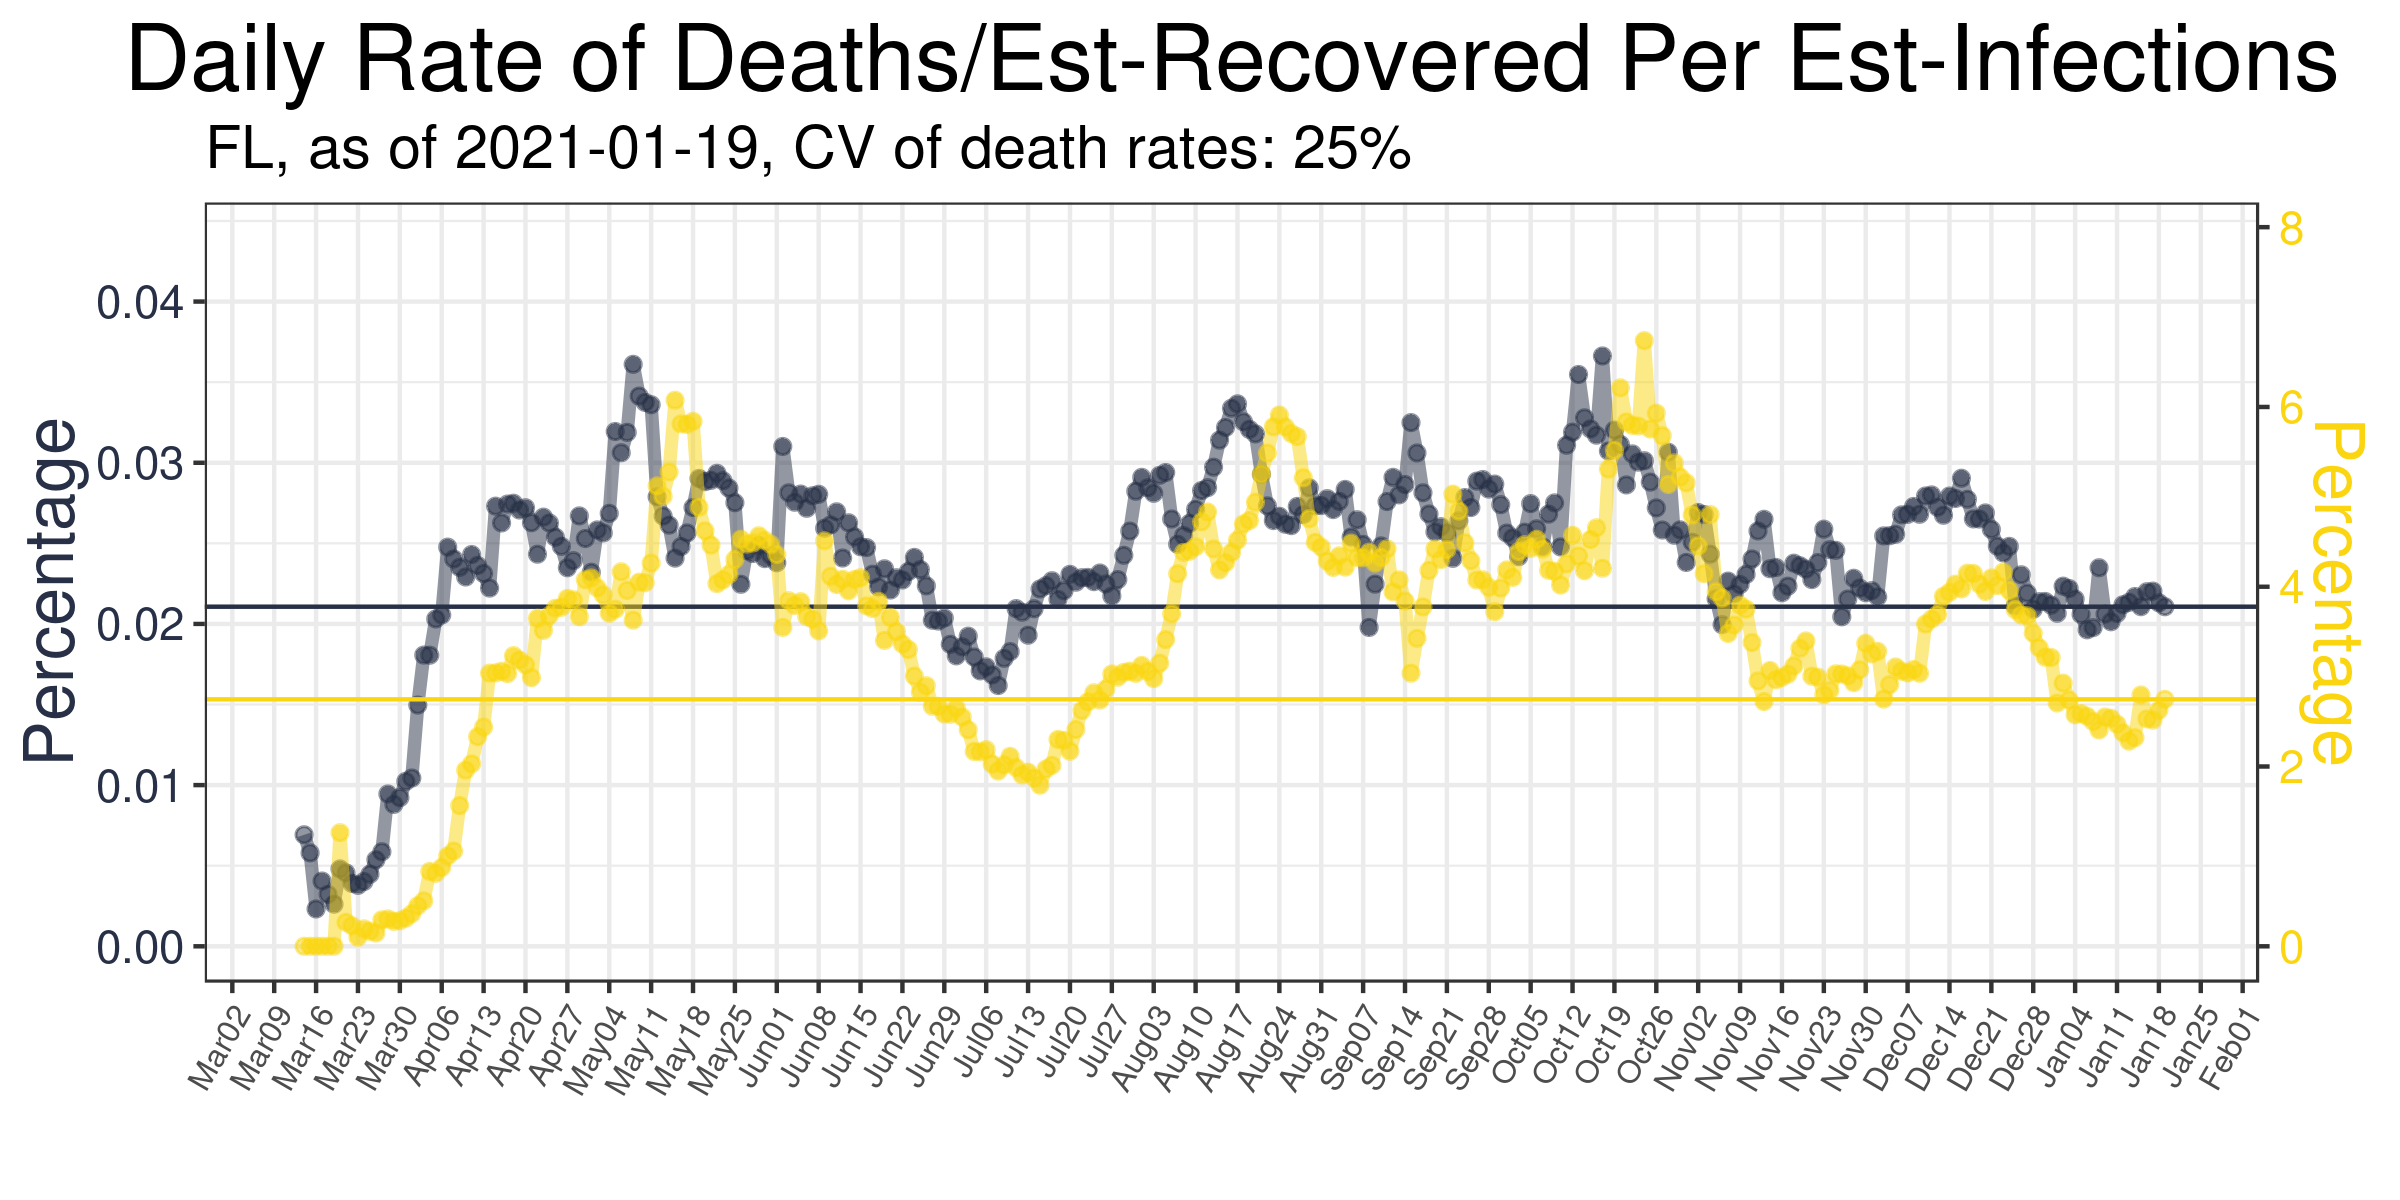 Daily Rate of Deaths/Est-Recovered Per Est-Infections
FL, as of 2021-01-19, CV of death rates: 25%
Percentage
0.04
0.03
0.02
0.01
0.00
8
6
4
2
0
Percentage
Mar02
Mar09
Mar16
Mar23
Mar30
Apr06
Apr13
Apr20
Apr27
May04
May11
May18
May25
Jun01
Jun08
Jun15
Jun22
Jun29
Jul06
Jul13
Jul20
Jul27
Aug03
Aug10
Aug17
Aug24
Aug31
Sep07
Sep14
Sep21
Sep28
Oct05
Oct12
Oct19
Oct26
Nov02
Nov09
Nov16
Nov23
Nov30
Dec07
Dec14
Dec21
Dec28
Jan04
Jan11
Jan18
Jan25
Feb01